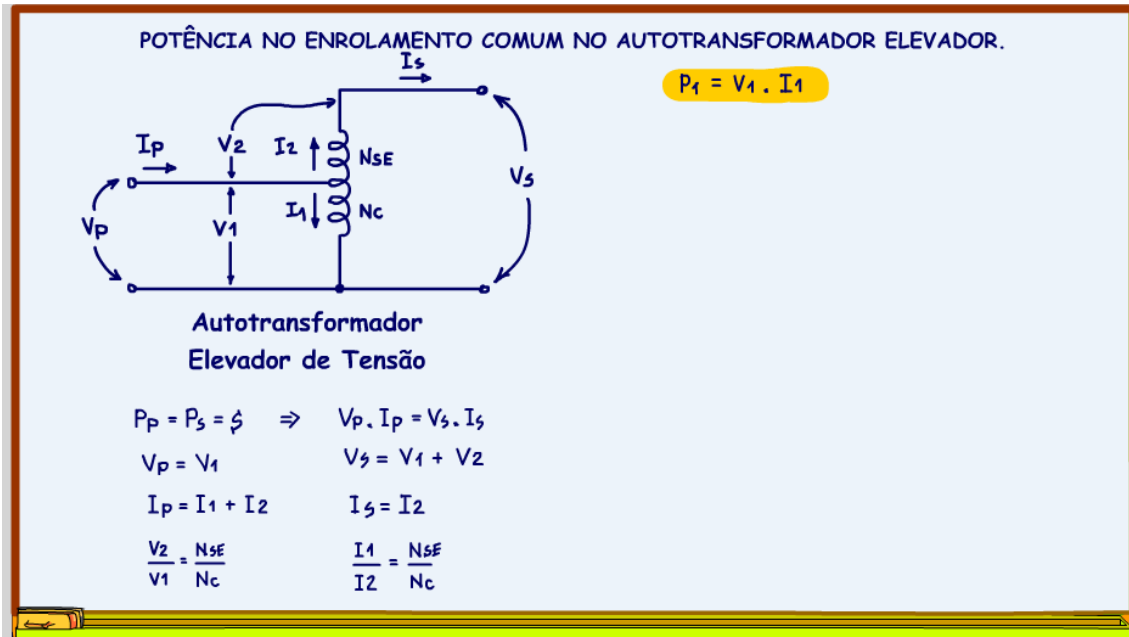 POTÊNCIA NO ENROLAMENTO COMUM NO AUTOTRANSFORMADOR ELEVADOR.
P1 = V1 . I1
Is
Ip
V2
I2
NSE
Vs
Vp
V1
I1
Nc
Autotransformador
Elevador de Tensão
Pp = Ps = Ṡ ⇒ Vp . Ip = Vs . Is
Vp = V1
Vs = V1 + V2
Ip = I1 + I2
Is = I2
V2/V1 = NSE/Nc
I1/I2 = NSE/Nc